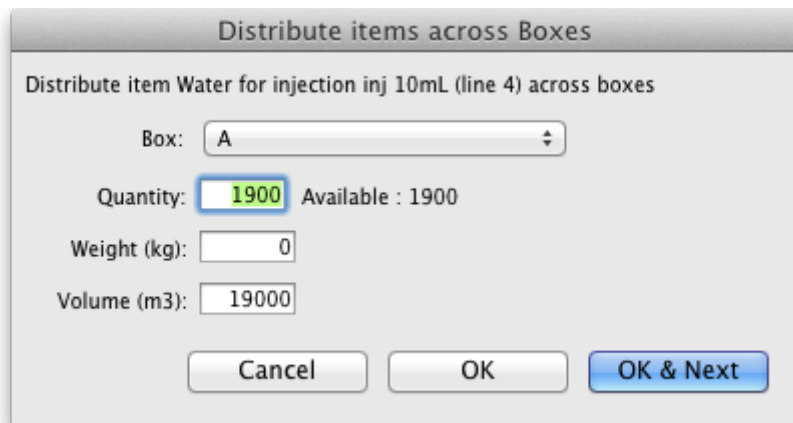 Distribute items across Boxes
Distribute item Water for injection inj 10mL (line 4) across boxes
Box: A
Quantity: 1900 Available : 1900
Weight (kg): 0
Volume (m3): 19000
Cancel OK OK & Next